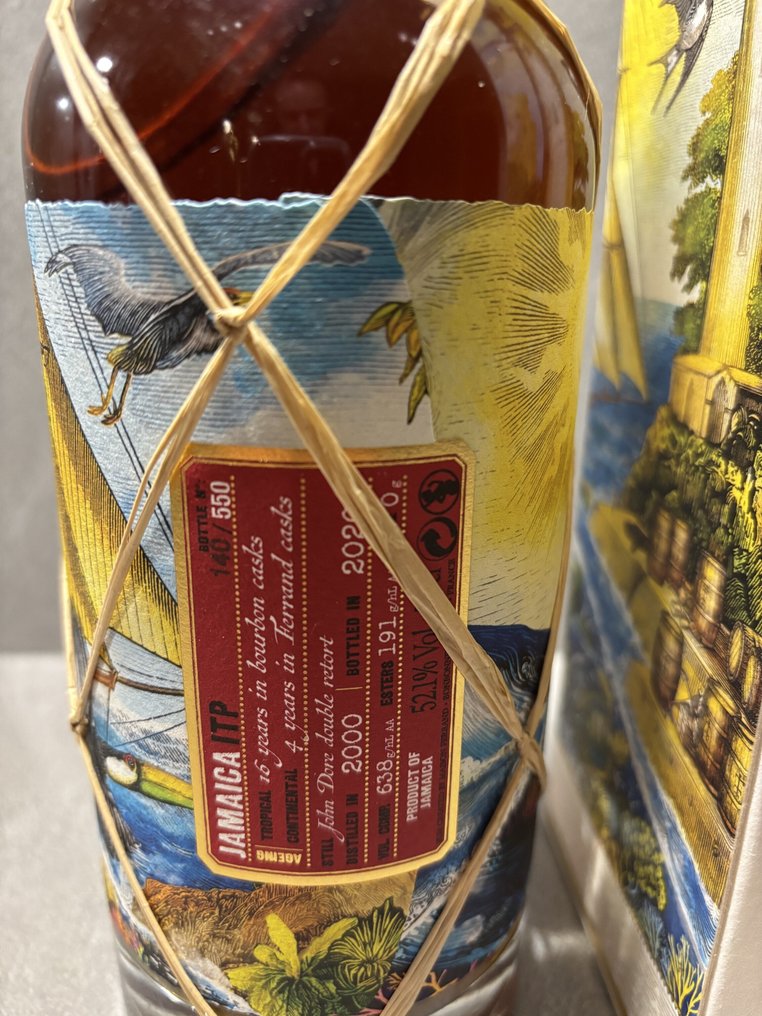 BOTTLE N°:
140 / 550
JAMAICA ITP
AGEING
TROPICAL 16 years in bourbon casks
CONTINENTAL 4 years in Ferrand casks
STILL John Dore double retort
DISTILLED IN 2000 | BOTTLED IN
VOL. COMP. 638 g/hL AA ESTERS 191 g/hL
0 g
PRODUCT OF
JAMAICA
52.1% Vol
FRANCE